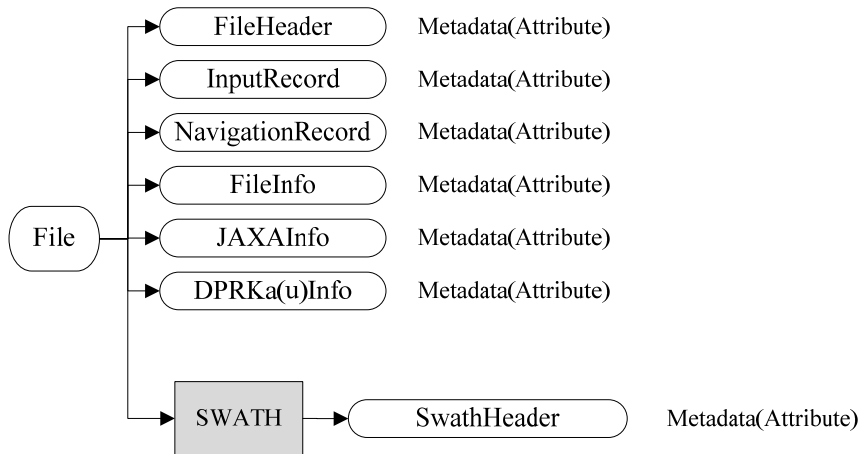 FileHeader Metadata(Attribute)
InputRecord Metadata(Attribute)
NavigationRecord Metadata(Attribute)
FileInfo Metadata(Attribute)
File JAXAInfo Metadata(Attribute)
DPRKa(u)Info Metadata(Attribute)
SWATH SwathHeader Metadata(Attribute)